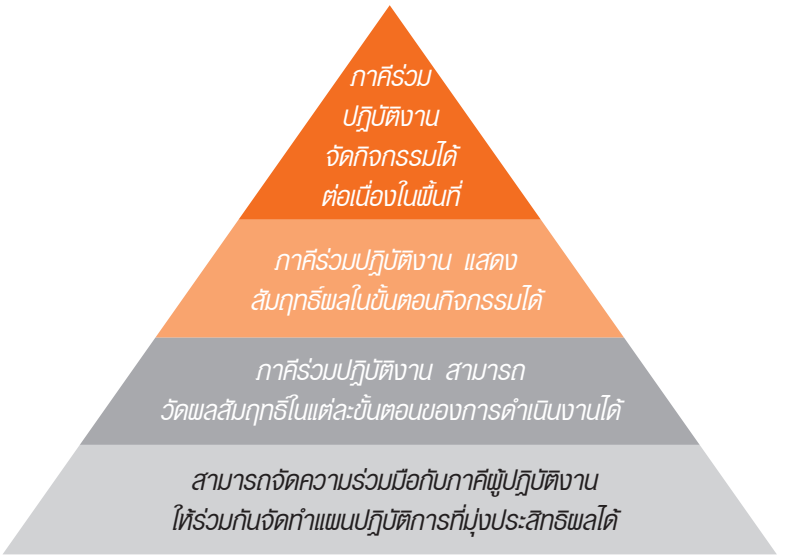 ภาคีร่วม
ปฏิบัติงาน
จัดกิจกรรมได้
ต่อเนื่องในพื้นที่
ภาคีร่วมปฏิบัติงาน แสดง
สัมฤทธิ์ผลในขั้นตอนกิจกรรมได้
ภาคีร่วมปฏิบัติงาน สามารถ
วัดผลสัมฤทธิ์ในแต่ละขั้นตอนของการดำเนินงานได้
สามารถจัดความร่วมมือกับภาคีผู้ปฏิบัติงาน
ให้ร่วมกันจัดทำแผนปฏิบัติการที่มุ่งประสิทธิผลได้